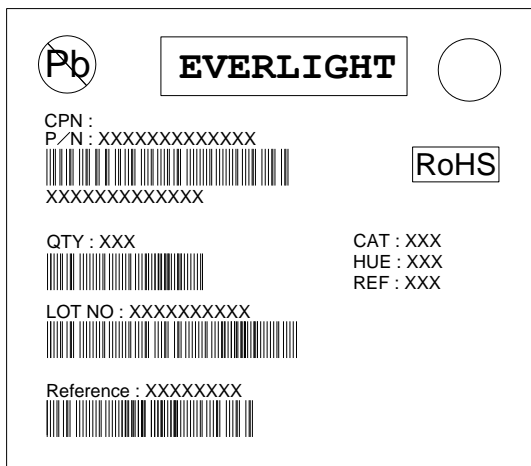 Pb
EVERLIGHT
CPN :
P/N : XXXXXXXXXXXXX
RoHS
XXXXXXXXXXXXX
QTY : XXX
CAT : XXX
HUE : XXX
REF : XXX
LOT NO : XXXXXXXXXX
Reference : XXXXXXXX